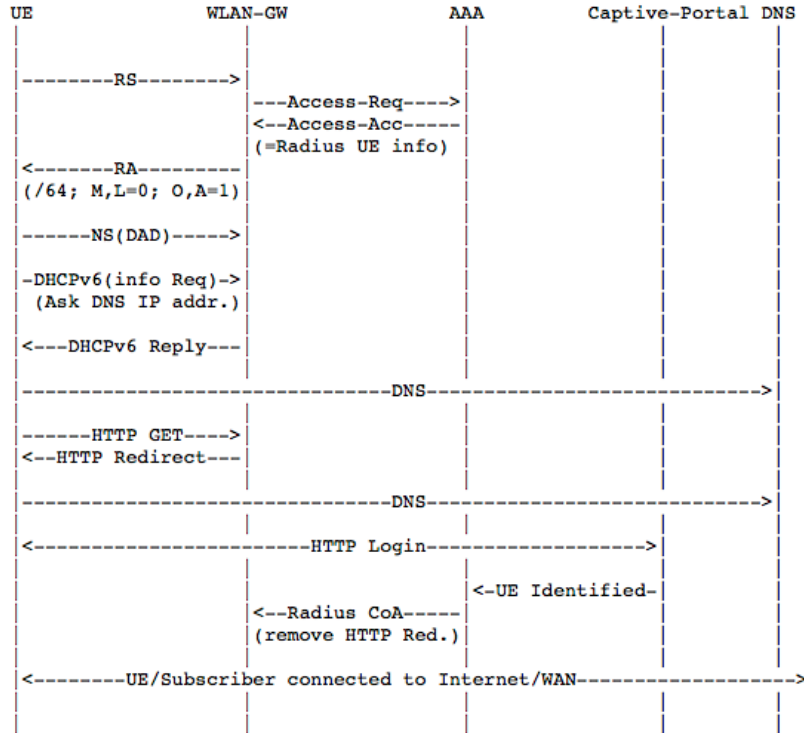 UE WLAN-GW AAA Captive-Portal DNS
|--------RS-------->|
|---Access-Req---->|
|<--Access-Acc-----|
|(=Radius UE info)|
|<-------RA---------|
|(/64; M,L=0; O,A=1)|
|------NS(DAD)----->|
|-DHCPv6(info Req)->|
(Ask DNS IP addr.)|
|<---DHCPv6 Reply---|
|--------------------------------DNS----------------------------->|
|------HTTP GET---->|
|<--HTTP Redirect---|
|--------------------------------DNS----------------------------->|
|<------------------------HTTP Login------------------->|
|<-UE Identified-|
|<--Radius CoA-----|
|(remove HTTP Red.)|
|<--------UE/Subscriber connected to Internet/WAN------------------->